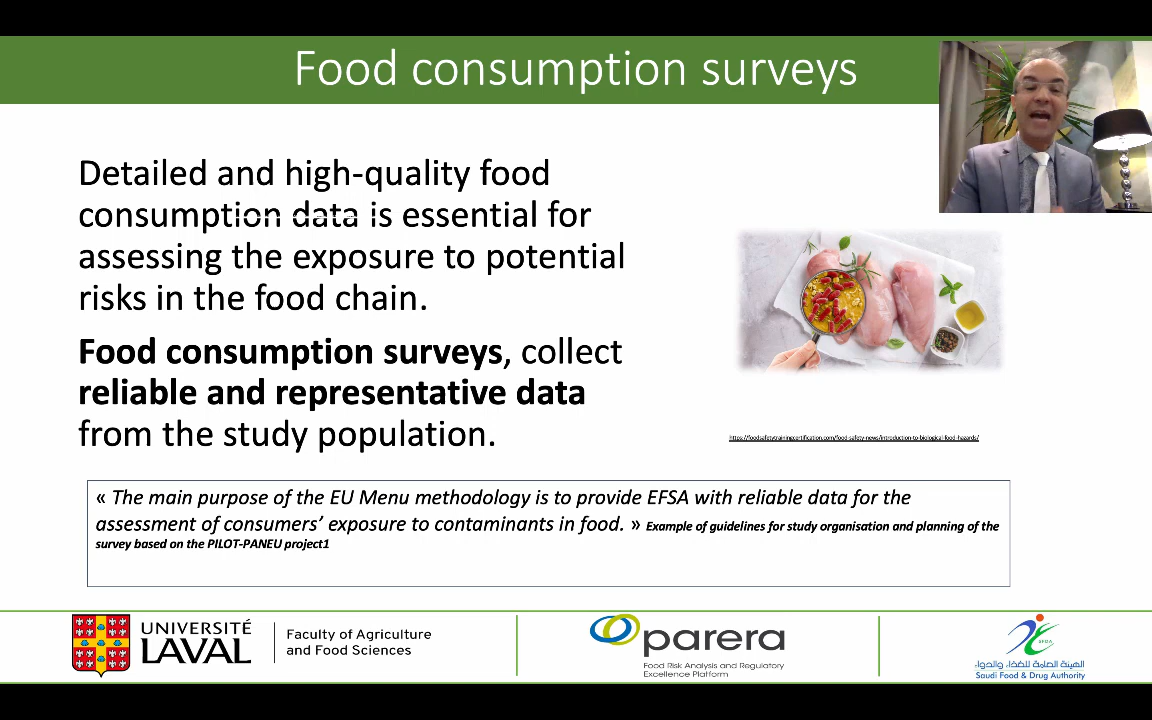 Food consumption surveys
Detailed and high-quality food
consumption data is essential for
assessing the exposure to potential
risks in the food chain.
Food consumption surveys, collect
reliable and representative data
from the study population.
https://foodsafetytrainingcertification.com/food-safety-news/introduction-to-biological-food-hazards/
« The main purpose of the EU Menu methodology is to provide EFSA with reliable data for the
assessment of consumers’ exposure to contaminants in food. » Example of guidelines for study organisation and planning of the
survey based on the PILOT-PANEU project1
UNIVERSITÉ
LAVAL
Faculty of Agriculture
and Food Sciences
parera
Food Risk Analysis and Regulatory
Excellence Platform
SFDA
الهيئة العامة للغذاء والدواء
Saudi Food & Drug Authority